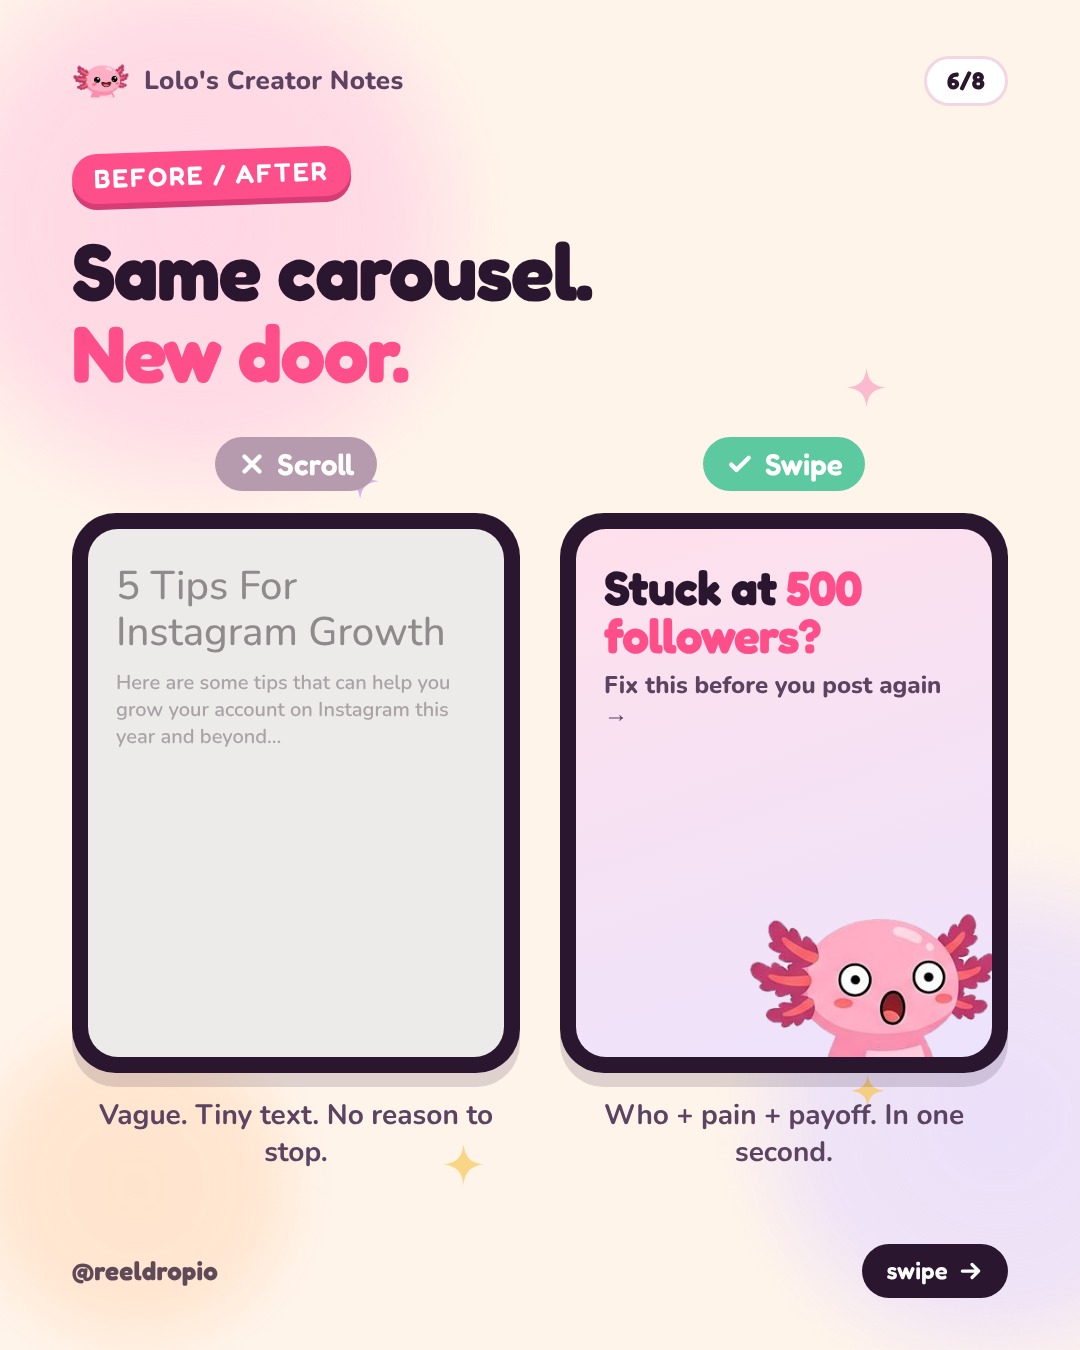 Lolo's Creator Notes
6/8
BEFORE / AFTER
Same carousel.
New door.
Scroll
Swipe
5 Tips For
Instagram Growth
Here are some tips that can help you
grow your account on Instagram this
year and beyond...
Stuck at 500
followers?
Fix this before you post again
→
Vague. Tiny text. No reason to
stop.
Who + pain + payoff. In one
second.
@reeldropio
swipe →